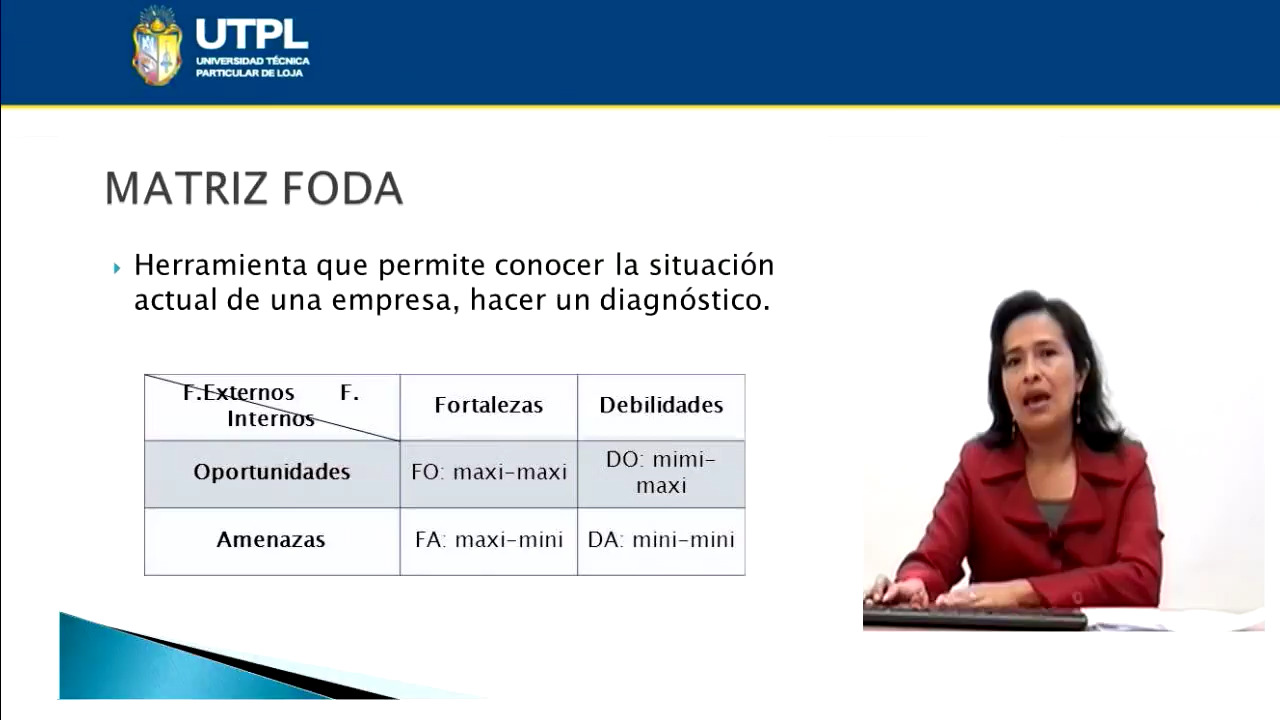 UTPL
UNIVERSIDAD TÉCNICA
PARTICULAR DE LOJA
MATRIZ FODA
Herramienta que permite conocer la situación
actual de una empresa, hacer un diagnóstico.
F.Externos F.
Internos
Fortalezas
Debilidades
Oportunidades
FO: maxi-maxi
DO: mimi-
maxi
Amenazas
FA: maxi-mini
DA: mini-mini